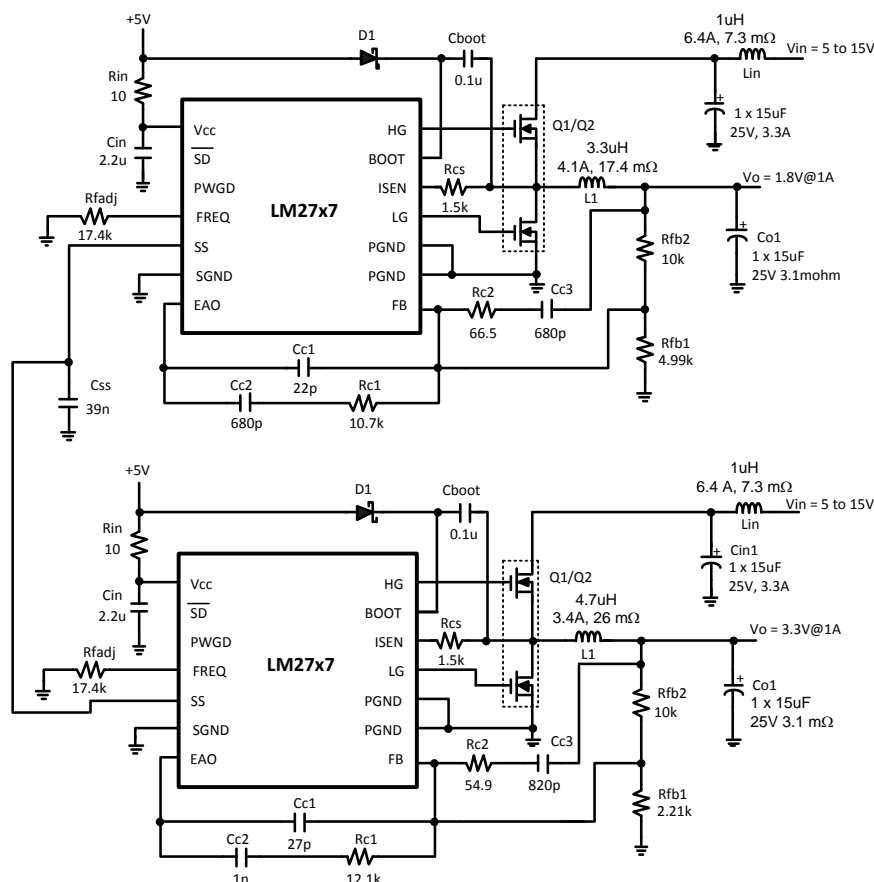 +5V
D1
Cboot
0.1u
1uH
6.4A, 7.3 mΩ
Lin
Vin = 5 to 15V
Rin
10
Cin
2.2u
1 x 15uF
25V, 3.3A
Vcc
SD
PWGD
FREQ
SS
SGND
EAO
LM27x7
HG
BOOT
ISEN
LG
PGND
PGND
FB
Q1/Q2
Rcs
1.5k
3.3uH
4.1A, 17.4 mΩ
L1
Vo = 1.8V@1A
Co1
1 x 15uF
25V 3.1mohm
Rfadj
17.4k
Rfb2
10k
Rc2
66.5
Cc3
680p
Rfb1
4.99k
Cc1
22p
Cc2
680p
Rc1
10.7k
Css
39n
+5V
D1
Cboot
0.1u
1uH
6.4 A, 7.3 mΩ
Lin
Vin = 5 to 15V
Rin
10
Cin
2.2u
Cin1
1 x 15uF
25V, 3.3A
Vcc
SD
PWGD
FREQ
SS
SGND
EAO
LM27x7
HG
BOOT
ISEN
LG
PGND
PGND
FB
Q1/Q2
Rcs
1.5k
4.7uH
3.4A, 26 mΩ
L1
Vo = 3.3V@1A
Co1
1 x 15uF
25V 3.1 mΩ
Rfadj
17.4k
Rfb2
10k
Rc2
54.9
Cc3
820p
Rfb1
2.21k
Cc1
27p
Cc2
1n
Rc1
12.1k